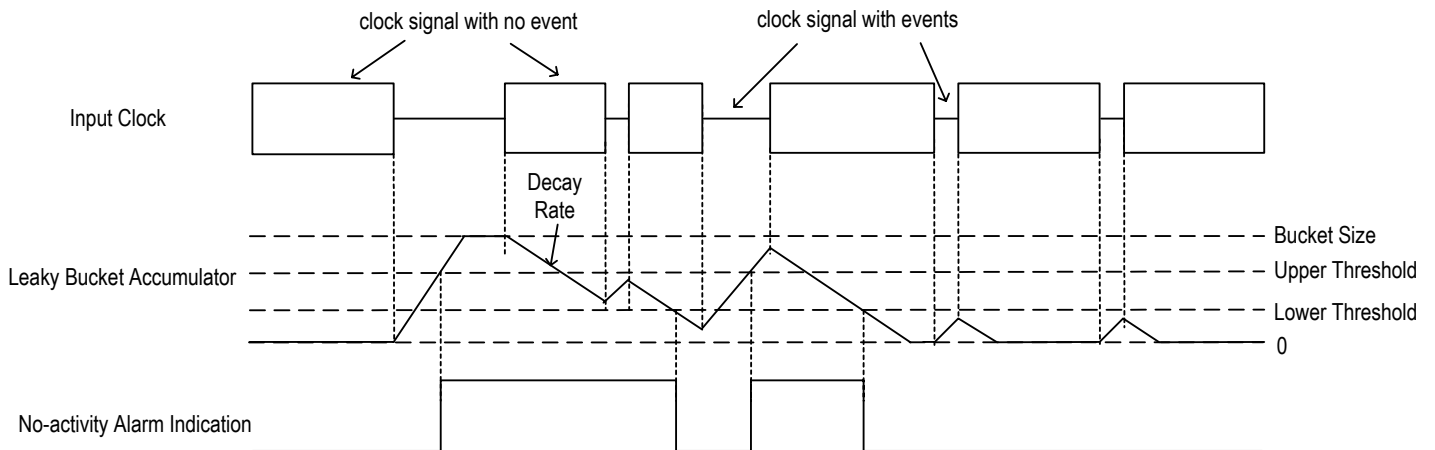 clock signal with no event
clock signal with events
Input Clock
Decay
Rate
Bucket Size
Leaky Bucket Accumulator
Upper Threshold
Lower Threshold
0
No-activity Alarm Indication